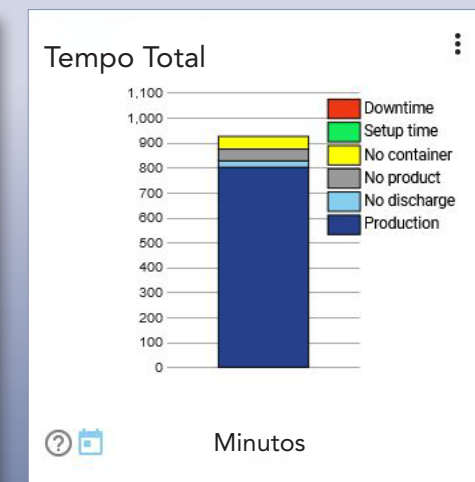 Tempo Total
1,100
1,000
900
800
700
600
500
400
300
200
100
0
Downtime
Setup time
No container
No product
No discharge
Production
?
Minutos